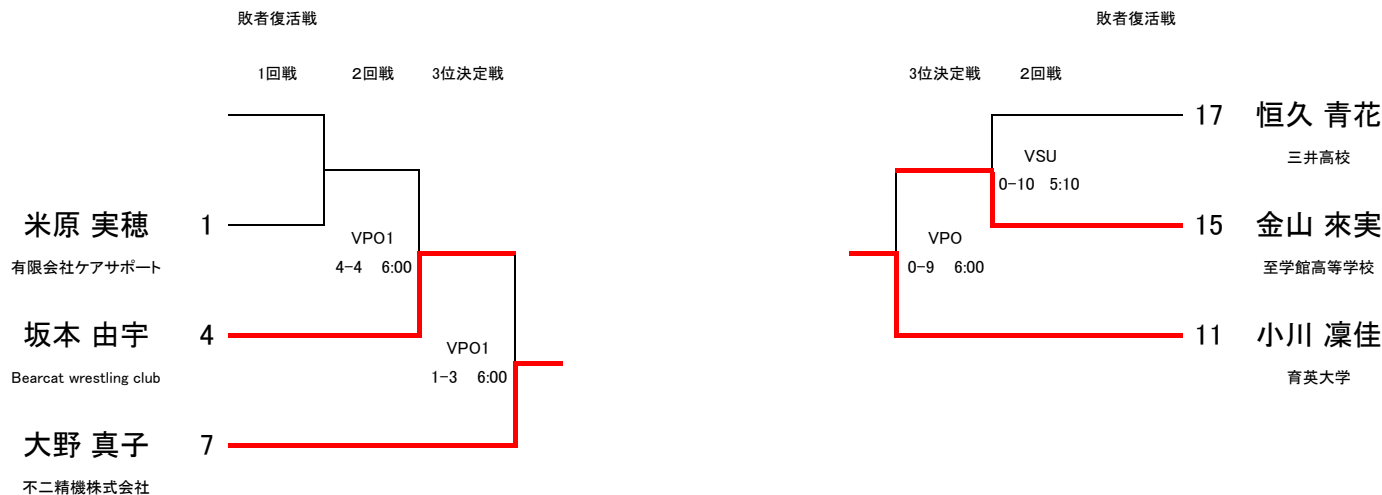 敗者復活戦
1回戦 2回戦 3位決定戦
米原 実穂 1
有限会社ケアサポート
VPO1
4-4 6:00
坂本 由宇 4
Bearcat wrestling club
VPO1
1-3 6:00
大野 真子 7
不二精機株式会社
敗者復活戦
3位決定戦 2回戦
17 恒久 青花
三井高校
VSU
0-10 5:10
15 金山 來実
至学館高等学校
VPO
0-9 6:00
11 小川 凜佳
育英大学